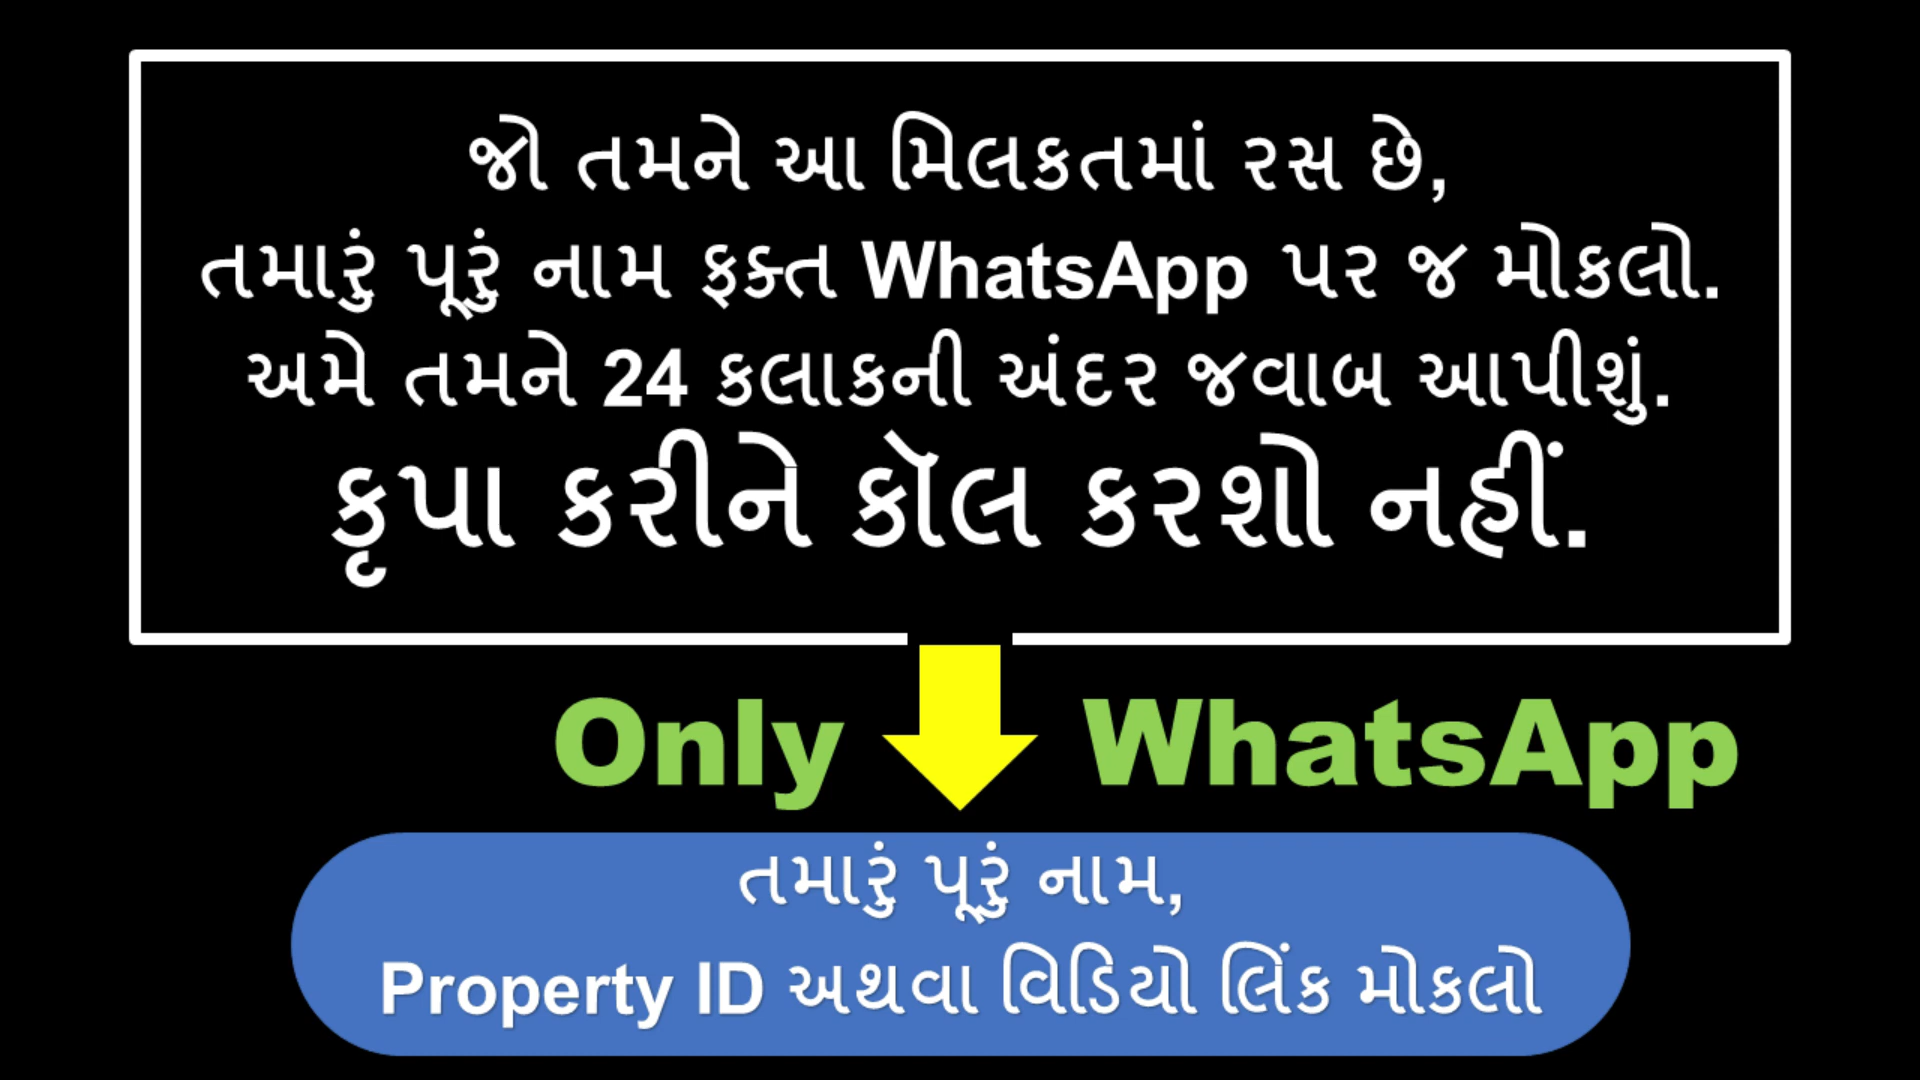 જો તમને આ મિલકતમાં રસ છે,
તમારું પૂરું નામ ફક્ત WhatsApp પર જ મોકલો.
અમે તમને 24 કલાકની અંદર જવાબ આપીશું.
કૃપા કરીને કૉલ કરશો નહીં.
Only WhatsApp
તમારું પૂરું નામ,
Property ID અથવા વિડિયો લિંક મોકલો